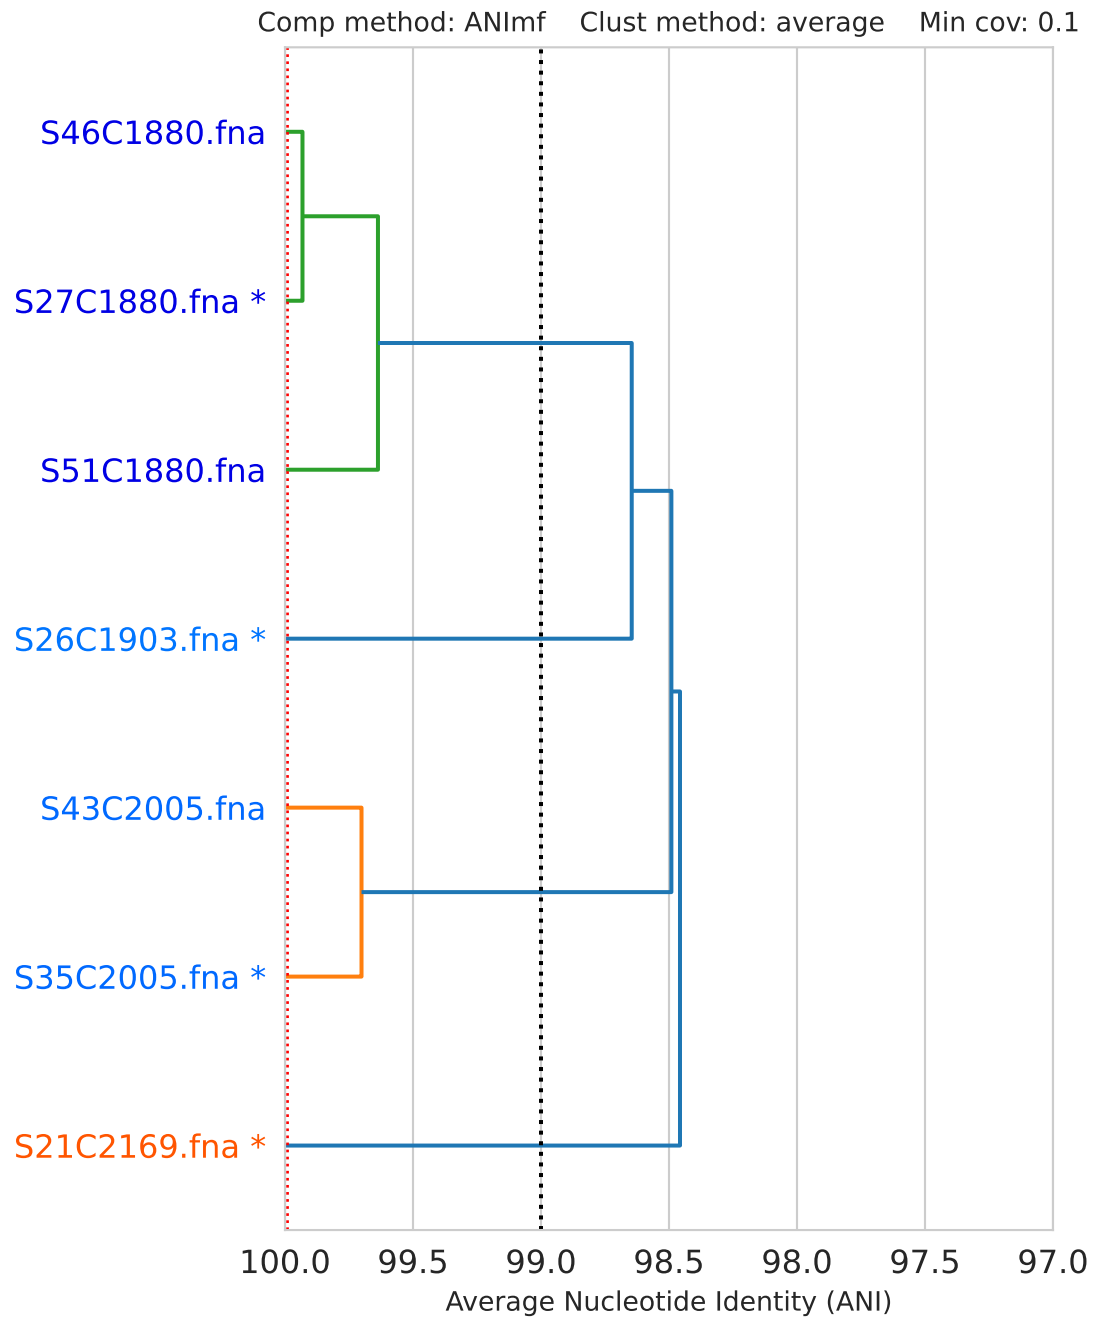 Comp method: ANImf    Clust method: average    Min cov: 0.1
S46C1880.fna
S27C1880.fna *
S51C1880.fna
S26C1903.fna *
S43C2005.fna
S35C2005.fna *
S21C2169.fna *
100.0 99.5 99.0 98.5 98.0 97.5 97.0
Average Nucleotide Identity (ANI)